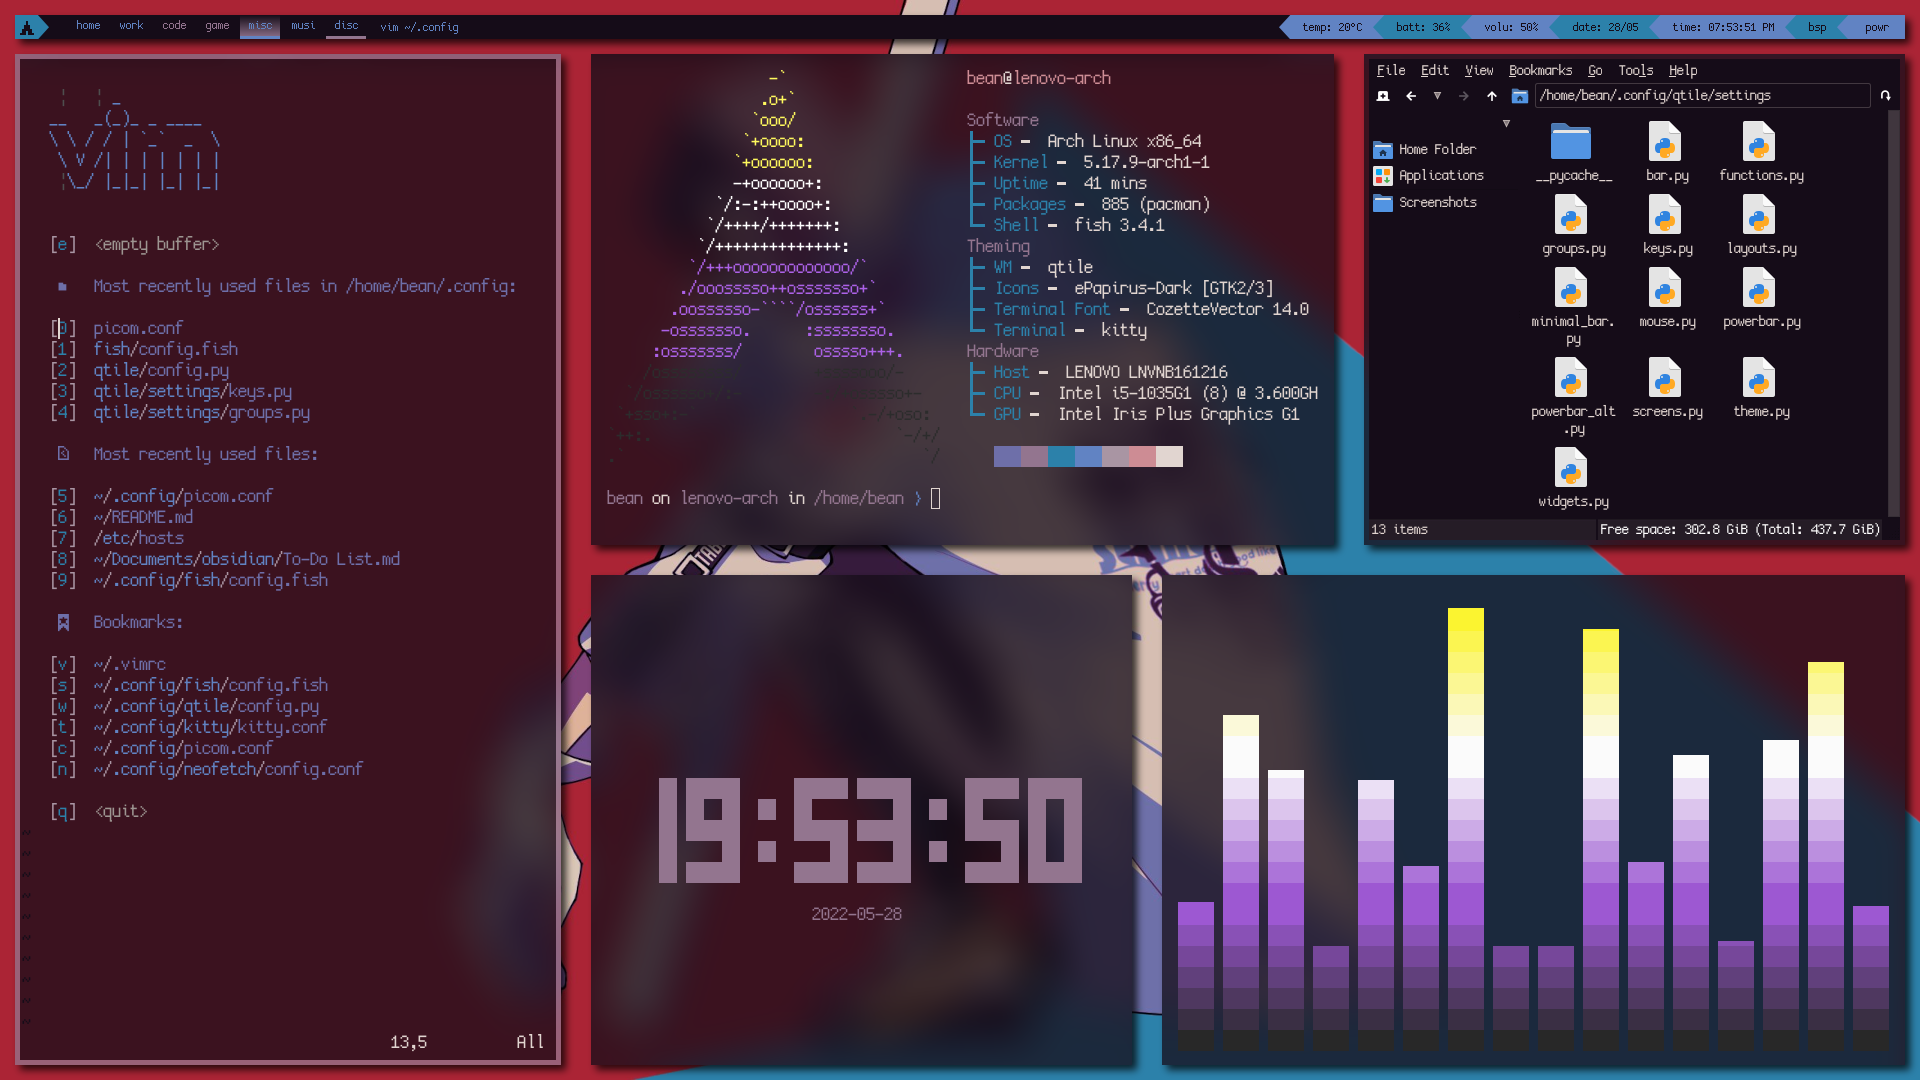 home work code game misc musi disc vim ~/.config
temp: 20°C batt: 36% volu: 50% date: 28/05 time: 07:53:51 PM bsp powr
[e] <empty buffer>
Most recently used files in /home/bean/.config:
[0] picom.conf
[1] fish/config.fish
[2] qtile/config.py
[3] qtile/settings/keys.py
[4] qtile/settings/groups.py
Most recently used files:
[5] ~/.config/picom.conf
[6] ~/README.md
[7] /etc/hosts
[8] ~/Documents/obsidian/To-Do List.md
[9] ~/.config/fish/config.fish
Bookmarks:
[v] ~/.vimrc
[s] ~/.config/fish/config.fish
[w] ~/.config/qtile/config.py
[t] ~/.config/kitty/kitty.conf
[c] ~/.config/picom.conf
[n] ~/.config/neofetch/config.conf
[q] <quit>
13,5 All
bean@lenovo-arch
Software
OS - Arch Linux x86_64
Kernel - 5.17.9-arch1-1
Uptime - 41 mins
Packages - 885 (pacman)
Shell - fish 3.4.1
Theming
WM - qtile
Icons - ePapirus-Dark [GTK2/3]
Terminal Font - CozetteVector 14.0
Terminal - kitty
Hardware
Host - LENOVO LNVNB161216
CPU - Intel i5-1035G1 (8) @ 3.600GH
GPU - Intel Iris Plus Graphics G1
bean on lenovo-arch in /home/bean ⟩
File Edit View Bookmarks Go Tools Help
/home/bean/.config/qtile/settings
Home Folder
Applications
Screenshots
__pycache__ bar.py functions.py
groups.py keys.py layouts.py
minimal_bar.py mouse.py powerbar.py
powerbar_alt.py screens.py theme.py
widgets.py
13 items Free space: 302.8 GiB (Total: 437.7 GiB)
19:53:50
2022-05-28